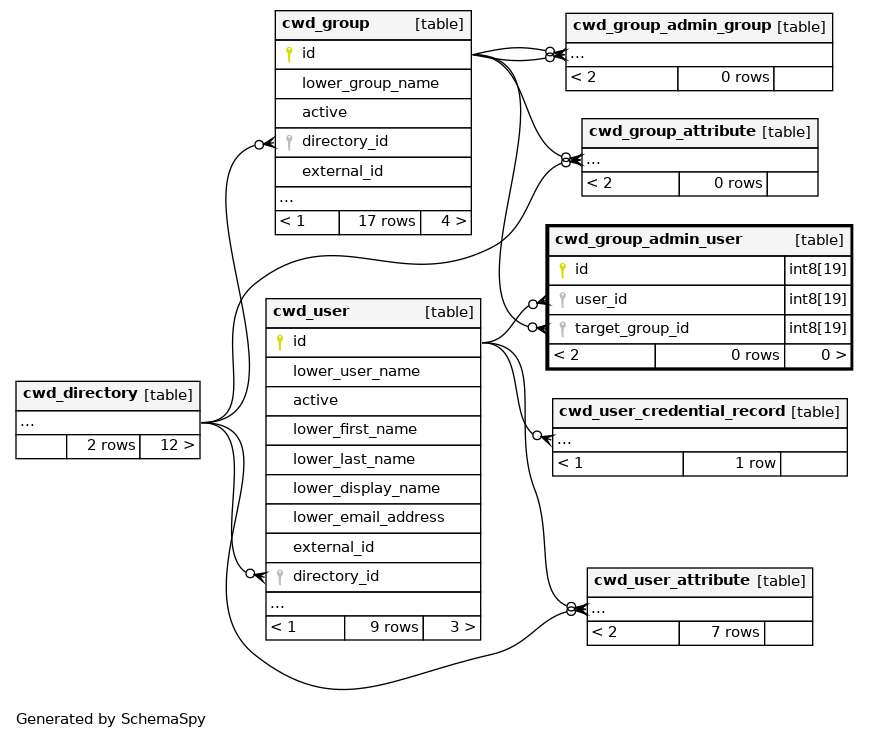 cwd_group [table]
id
lower_group_name
active
directory_id
external_id
...
< 1 17 rows 4 >
cwd_group_admin_group [table]
...
< 2 0 rows
cwd_group_attribute [table]
...
< 2 0 rows
cwd_group_admin_user [table]
id int8[19]
user_id int8[19]
target_group_id int8[19]
< 2 0 rows 0 >
cwd_user [table]
id
lower_user_name
active
lower_first_name
lower_last_name
lower_display_name
lower_email_address
external_id
directory_id
...
< 1 9 rows 3 >
cwd_directory [table]
...
2 rows 12 >
cwd_user_credential_record [table]
...
< 1 1 row
cwd_user_attribute [table]
...
< 2 7 rows
Generated by SchemaSpy